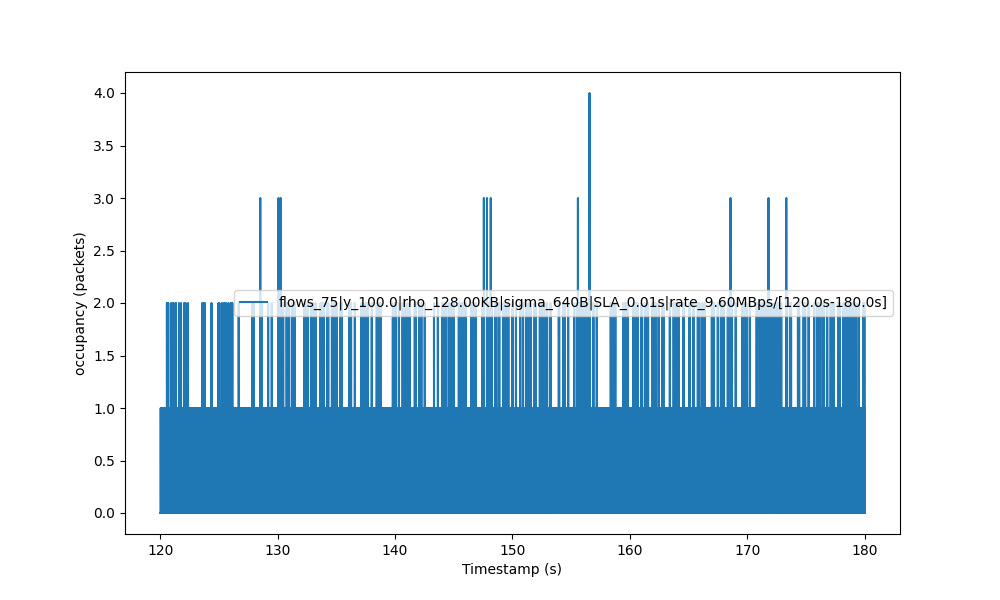 4.0
3.5
3.0
2.5
2.0
1.5
1.0
0.5
0.0
occupancy (packets)
flows_75|y_100.0|rho_128.00KB|sigma_640B|SLA_0.01s|rate_9.60MBps/[120.0s-180.0s]
120 130 140 150 160 170 180
Timestamp (s)